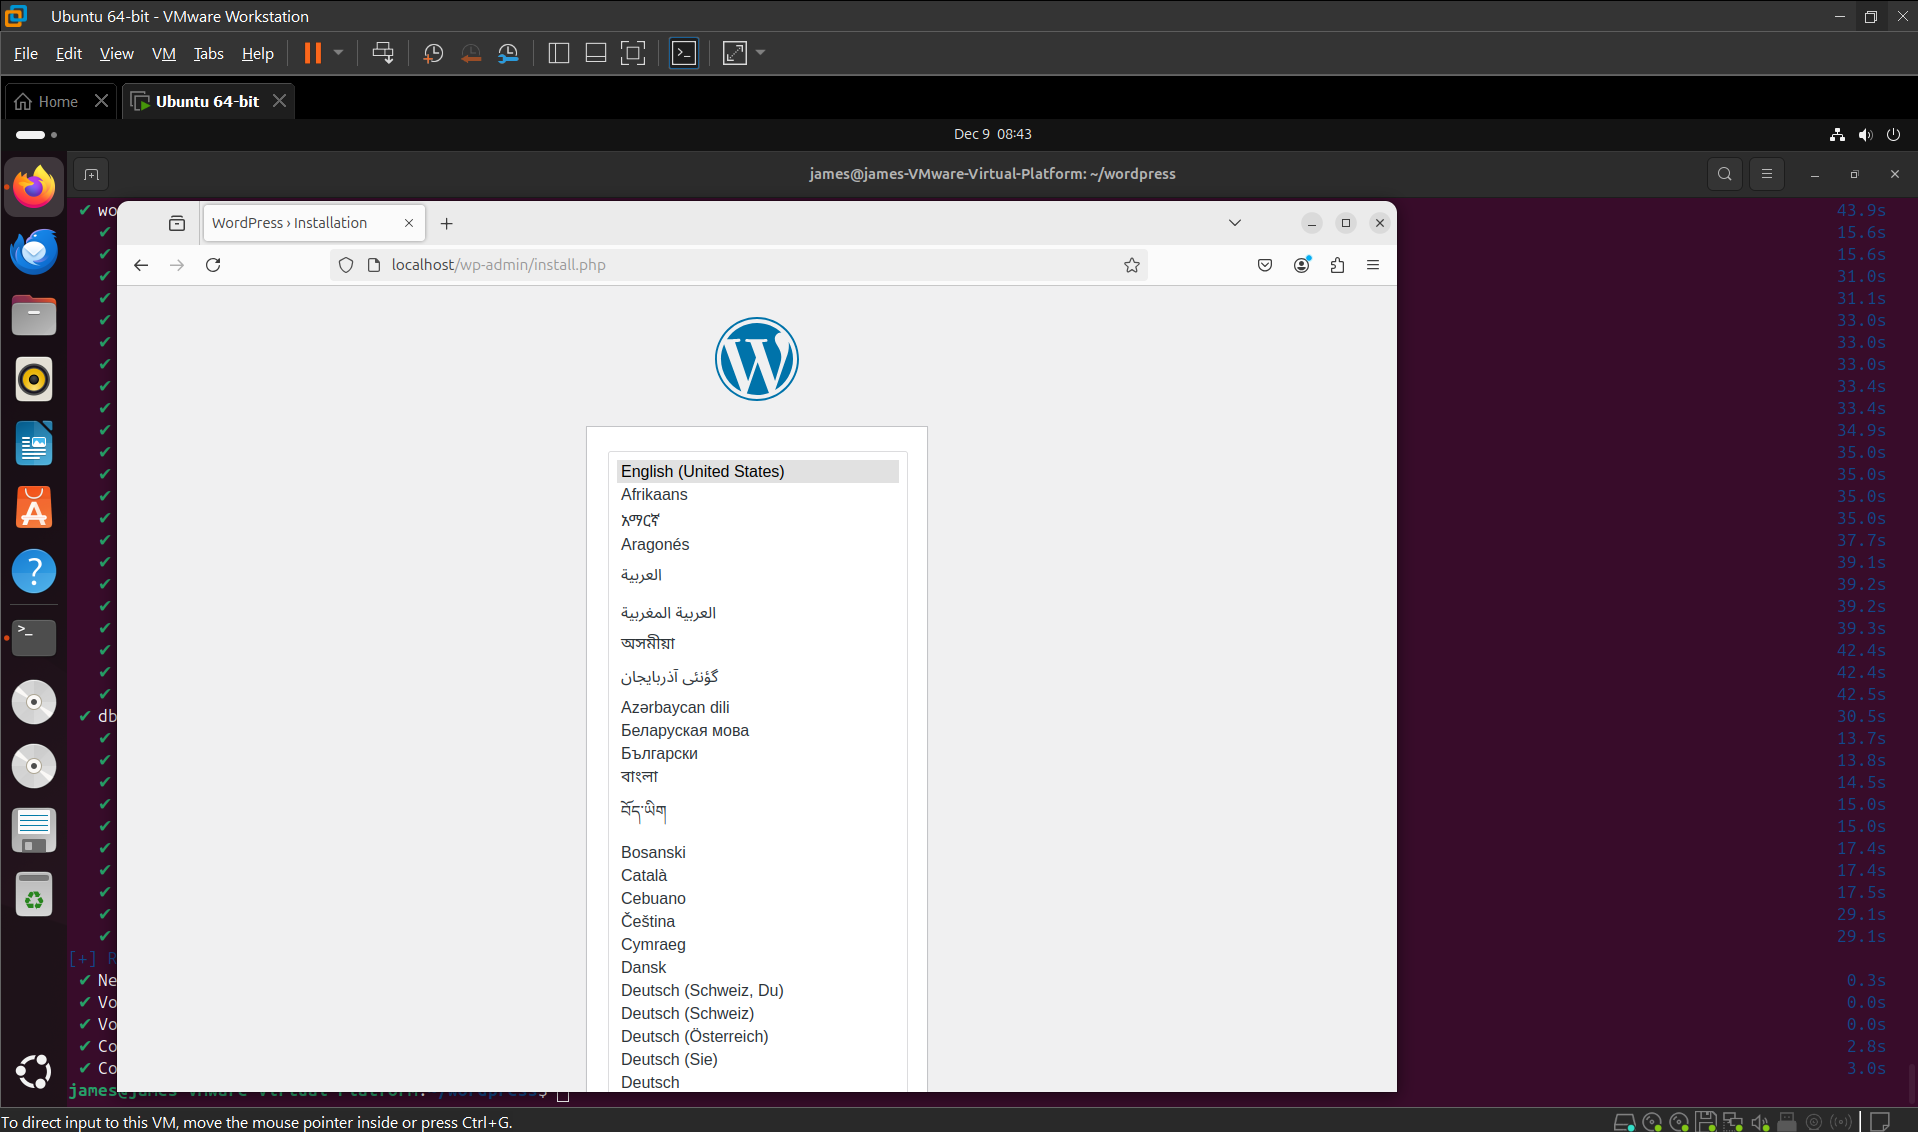 Ubuntu 64-bit - VMware Workstation
File Edit View VM Tabs Help
Home
Ubuntu 64-bit
Dec 9 08:43
james@james-VMware-Virtual-Platform: ~/wordpress
✔ wo 43.9s
✔ 15.6s
✔ 15.6s
✔ 31.0s
✔ 31.1s
✔ 33.0s
✔ 33.0s
✔ 33.0s
✔ 33.4s
✔ 33.4s
✔ 34.9s
✔ 35.0s
✔ 35.0s
✔ 35.0s
✔ 35.0s
✔ 37.7s
✔ 39.1s
✔ 39.2s
✔ 39.2s
✔ 39.3s
✔ 42.4s
✔ 42.4s
✔ 42.5s
✔ db 30.5s
✔ 13.7s
✔ 13.8s
✔ 14.5s
✔ 15.0s
✔ 15.0s
✔ 17.4s
✔ 17.4s
✔ 17.5s
✔ 29.1s
✔ 29.1s
[+] R
✔ Ne 0.3s
✔ Vo 0.0s
✔ Vo 0.0s
✔ Co 2.8s
✔ Co 3.0s
james@james-VMware-Virtual-Platform:~/wordpress$
WordPress › Installation
localhost/wp-admin/install.php
English (United States)
Afrikaans
አማርኛ
Aragonés
العربية
العربية المغربية
অসমীয়া
گؤنئی آذربایجان
Azərbaycan dili
Беларуская мова
Български
বাংলা
བོད་ཡིག
Bosanski
Català
Cebuano
Čeština
Cymraeg
Dansk
Deutsch (Schweiz, Du)
Deutsch (Schweiz)
Deutsch (Österreich)
Deutsch (Sie)
Deutsch
To direct input to this VM, move the mouse pointer inside or press Ctrl+G.